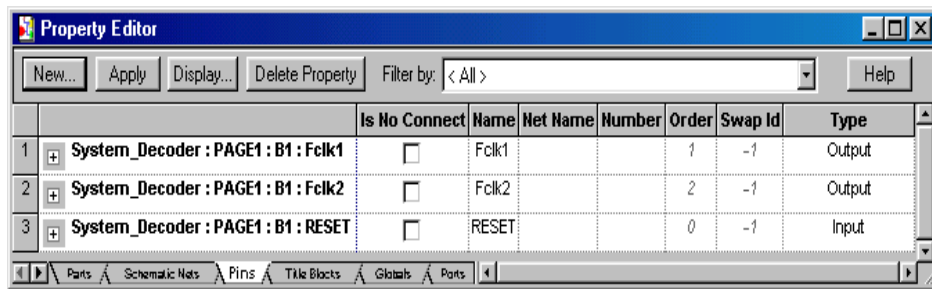 Property Editor
New... Apply Display... Delete Property Filter by: < All > Help
Is No Connect Name Net Name Number Order Swap Id Type
1 System_Decoder : PAGE1 : B1 : Fclk1 Fclk1 1 -1 Output
2 System_Decoder : PAGE1 : B1 : Fclk2 Fclk2 2 -1 Output
3 System_Decoder : PAGE1 : B1 : RESET RESET 0 -1 Input
Parts Schematic Nets Pins Title Blocks Globals Ports